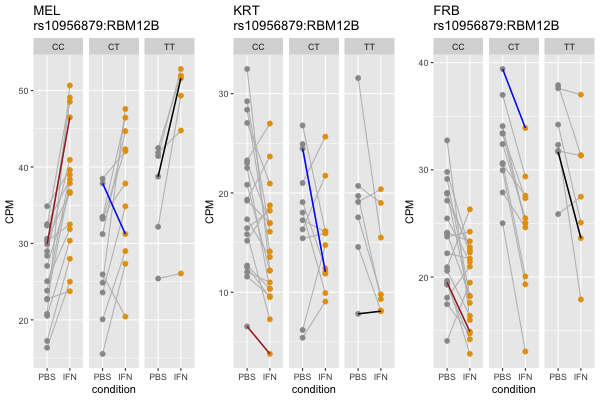 MEL
rs10956879:RBM12B
CC CT TT
CPM
50
40
30
20
PBS IFN PBS IFN PBS IFN
condition
KRT
rs10956879:RBM12B
CC CT TT
CPM
30
20
10
PBS IFN PBS IFN PBS IFN
condition
FRB
rs10956879:RBM12B
CC CT TT
CPM
40
30
20
PBS IFN PBS IFN PBS IFN
condition